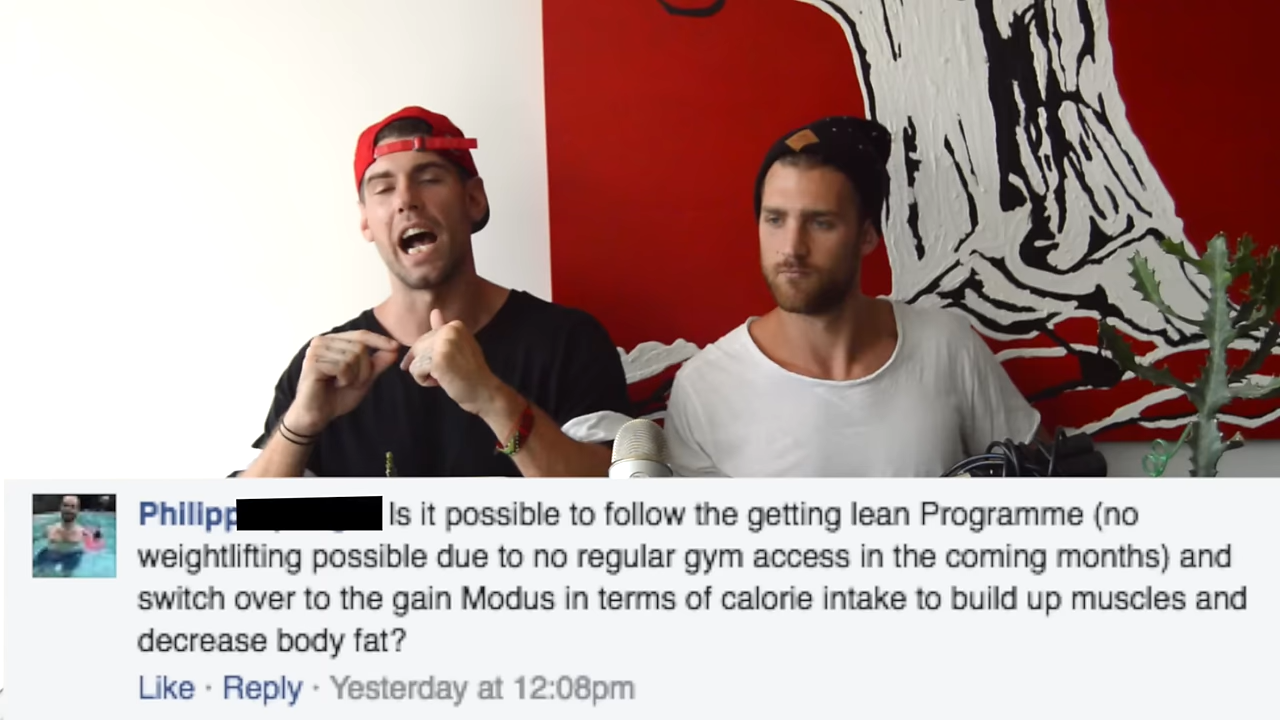 Philipp Is it possible to follow the getting lean Programme (no
weightlifting possible due to no regular gym access in the coming months) and
switch over to the gain Modus in terms of calorie intake to build up muscles and
decrease body fat?
Like · Reply · Yesterday at 12:08pm